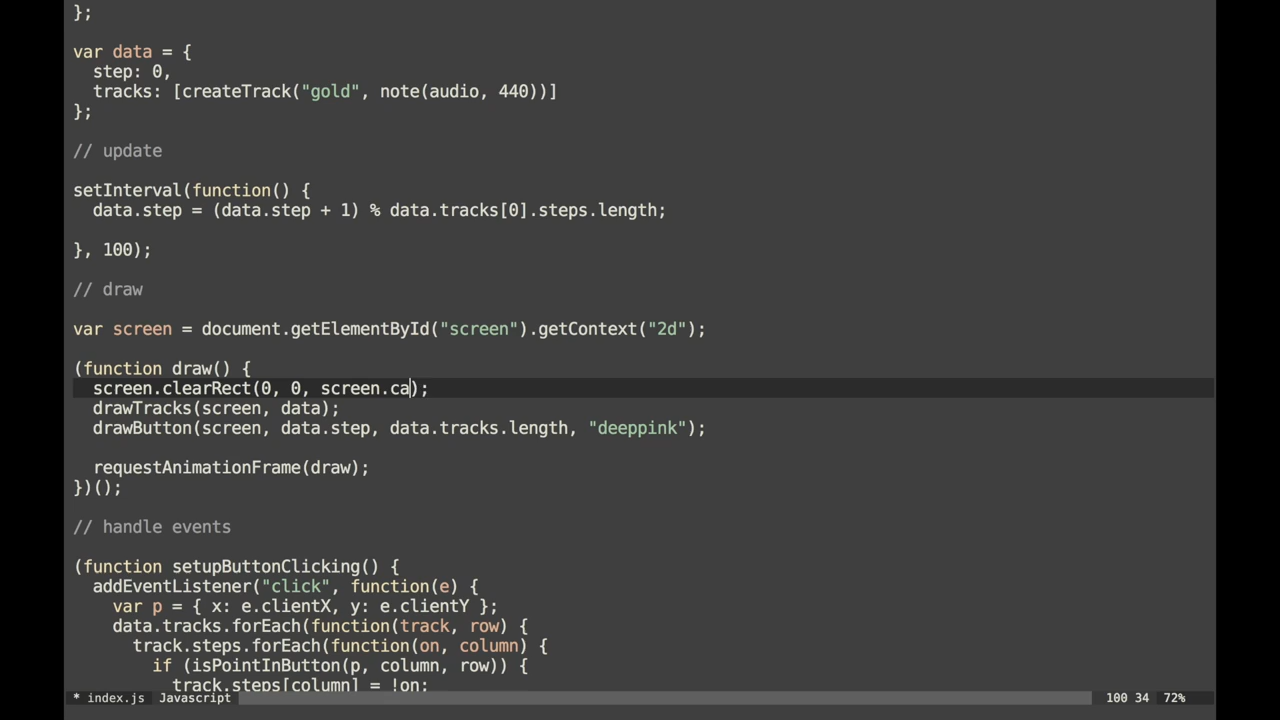 };
var data = {
step: 0,
tracks: [createTrack("gold", note(audio, 440))]
};
// update
setInterval(function() {
data.step = (data.step + 1) % data.tracks[0].steps.length;
}, 100);
// draw
var screen = document.getElementById("screen").getContext("2d");
(function draw() {
screen.clearRect(0, 0, screen.ca);
drawTracks(screen, data);
drawButton(screen, data.step, data.tracks.length, "deeppink");
requestAnimationFrame(draw);
})();
// handle events
(function setupButtonClicking() {
addEventListener("click", function(e) {
var p = { x: e.clientX, y: e.clientY };
data.tracks.forEach(function(track, row) {
track.steps.forEach(function(on, column) {
if (isPointInButton(p, column, row)) {
track.steps[column] = !on;
* index.js Javascript 100 34 72%